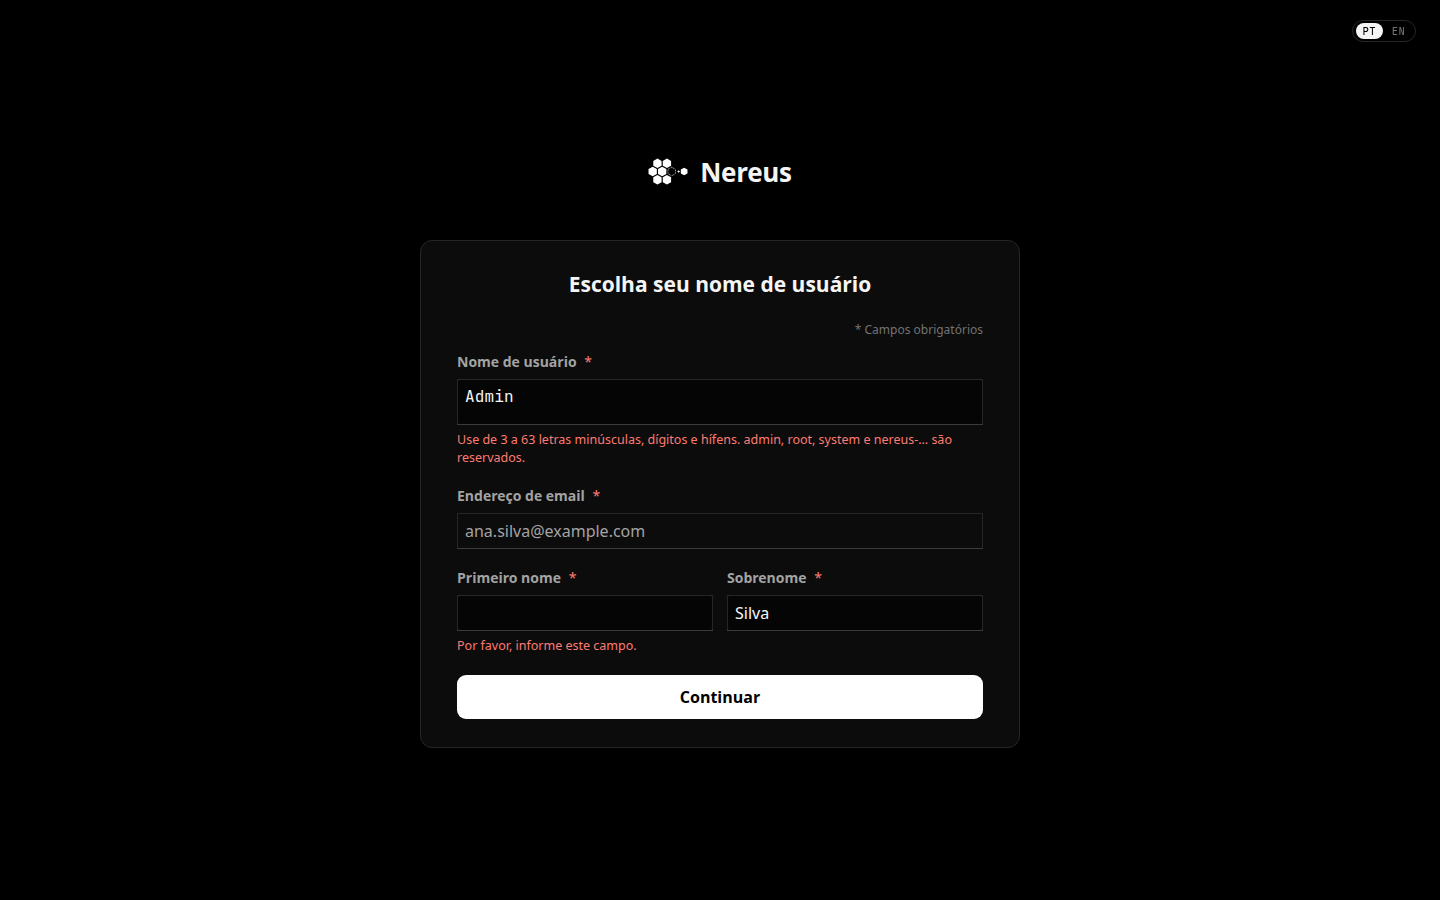 PT EN
Nereus
Escolha seu nome de usuário
* Campos obrigatórios
Nome de usuário *
Admin
Use de 3 a 63 letras minúsculas, dígitos e hífens. admin, root, system e nereus-... são
reservados.
Endereço de email *
ana.silva@example.com
Primeiro nome * Sobrenome *
Silva
Por favor, informe este campo.
Continuar